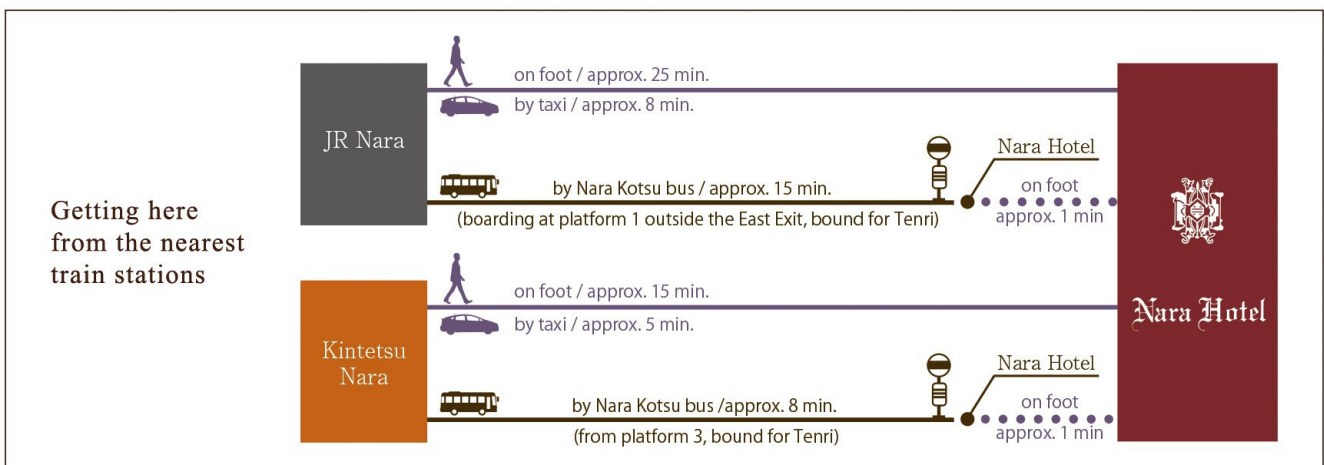 Getting here
from the nearest
train stations
JR Nara
on foot / approx. 25 min.
by taxi / approx. 8 min.
by Nara Kotsu bus / approx. 15 min.
(boarding at platform 1 outside the East Exit, bound for Tenri)
Nara Hotel
on foot
approx. 1 min
Kintetsu
Nara
on foot / approx. 15 min.
by taxi / approx. 5 min.
by Nara Kotsu bus /approx. 8 min.
(from platform 3, bound for Tenri)
Nara Hotel
on foot
approx. 1 min
Nara Hotel